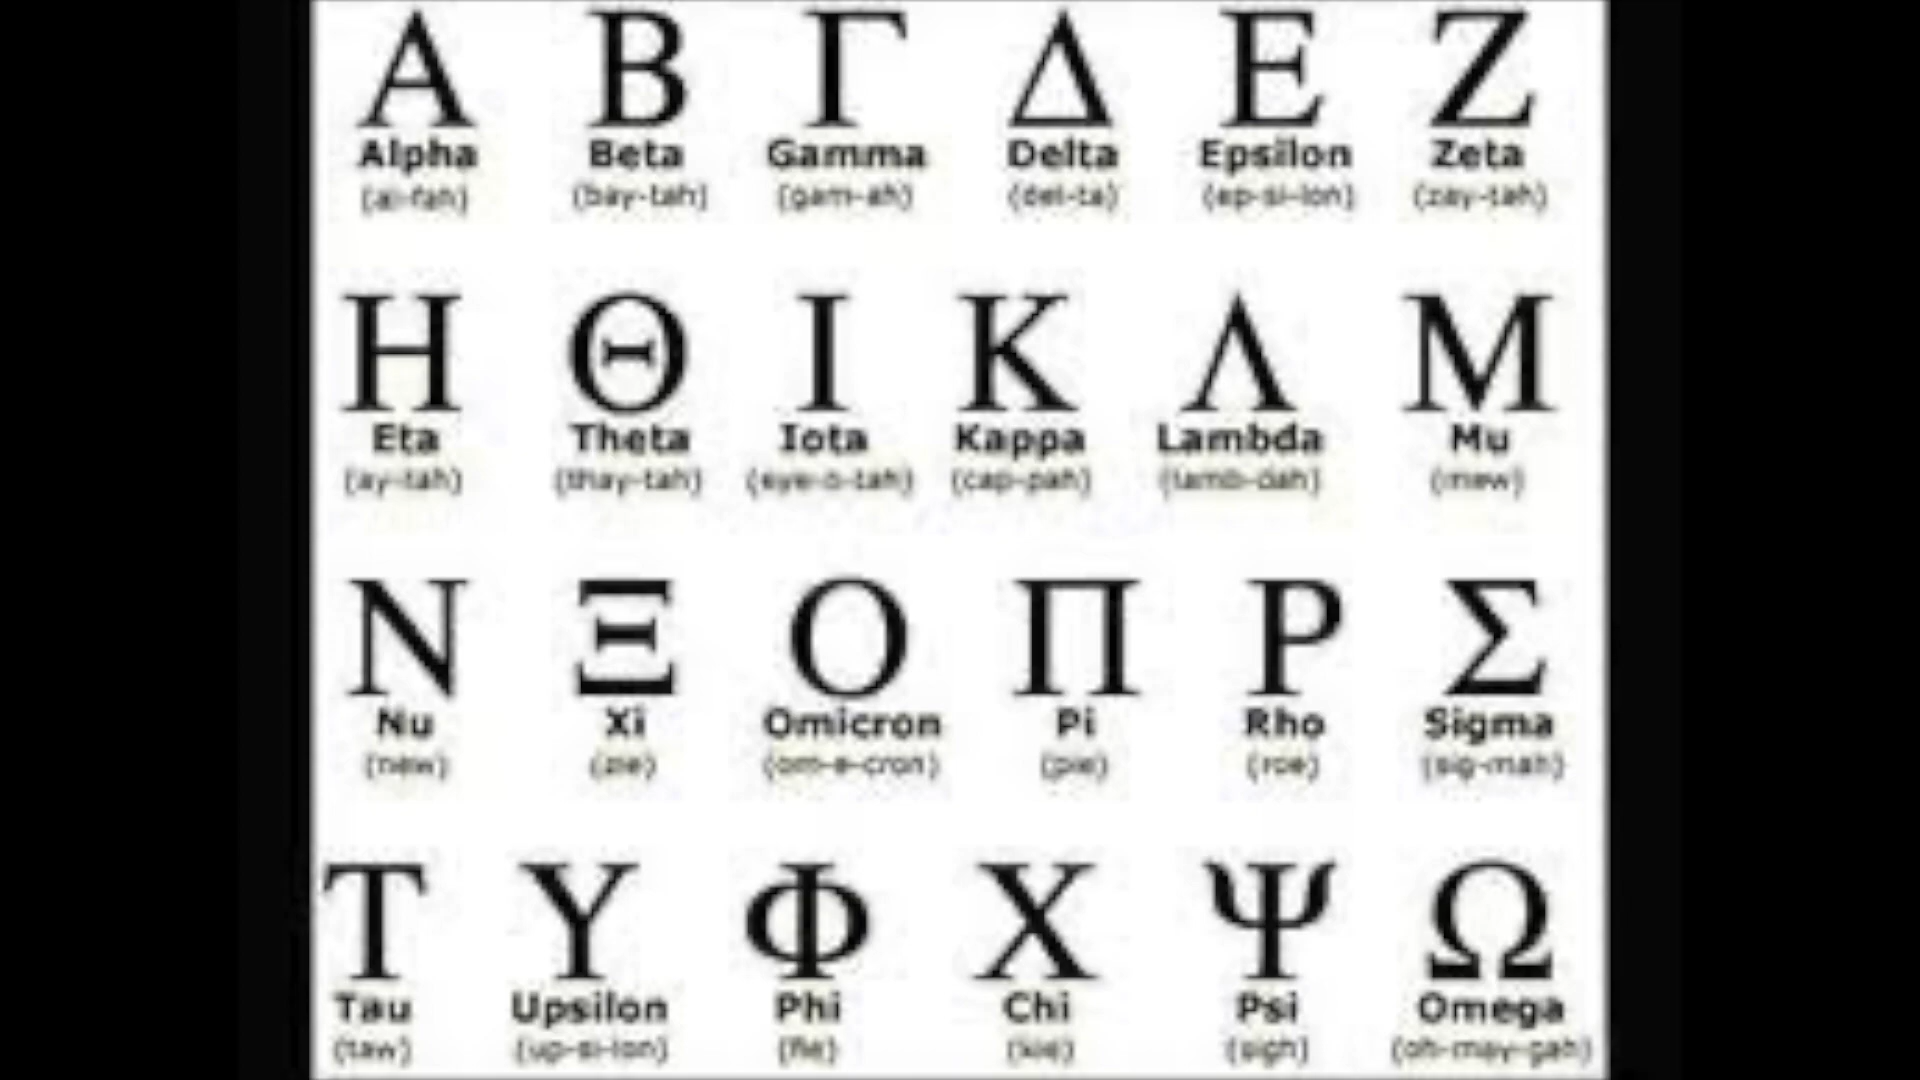 Α Β Γ Δ Ε Ζ
Alpha Beta Gamma Delta Epsilon Zeta
(al-fah) (bay-tah) (gam-ah) (del-ta) (ep-si-lon) (zay-tah)
Η Θ Ι Κ Λ Μ
Eta Theta Iota Kappa Lambda Mu
(ay-tah) (thay-tah) (eye-o-tah) (cap-pah) (lamb-dah) (mew)
Ν Ξ Ο Π Ρ Σ
Nu Xi Omicron Pi Rho Sigma
(new) (zie) (om-e-cron) (pie) (roe) (sig-mah)
Τ Υ Φ Χ Ψ Ω
Tau Upsilon Phi Chi Psi Omega
(taw) (up-si-lon) (fie) (kie) (sigh) (oh-may-gah)